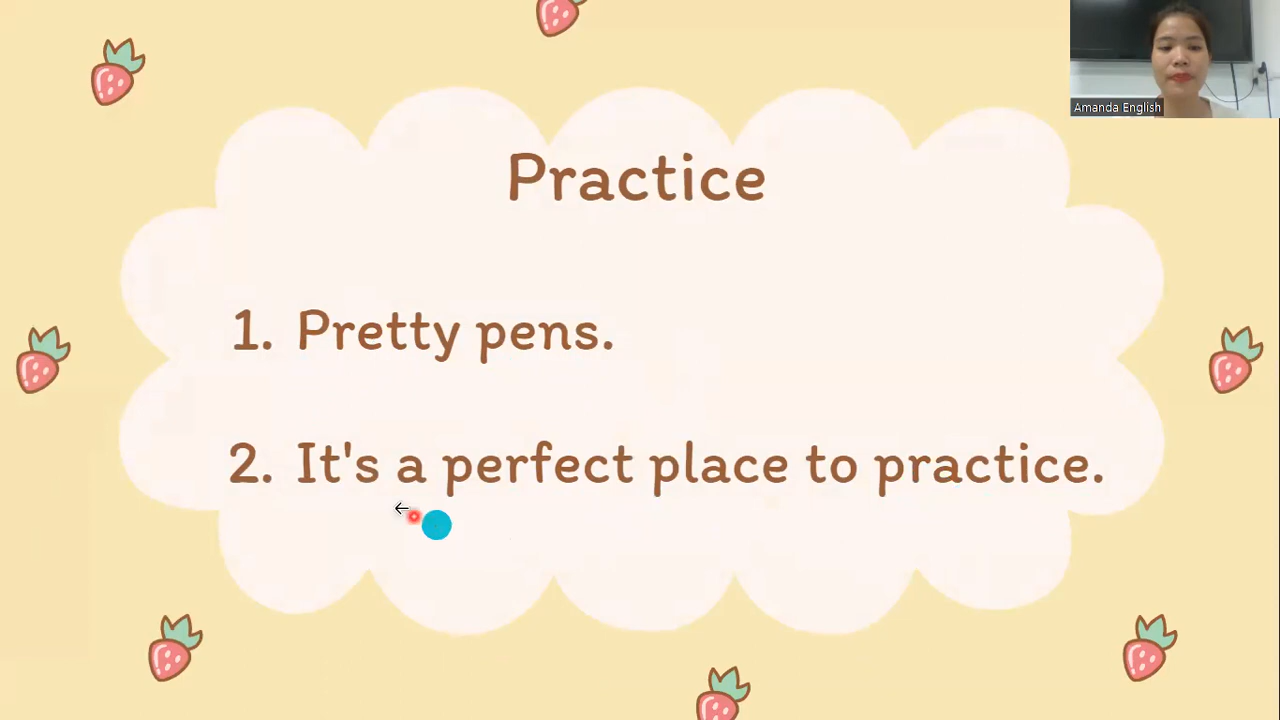 Amanda English
Practice
1. Pretty pens.
2. It's a perfect place to practice.